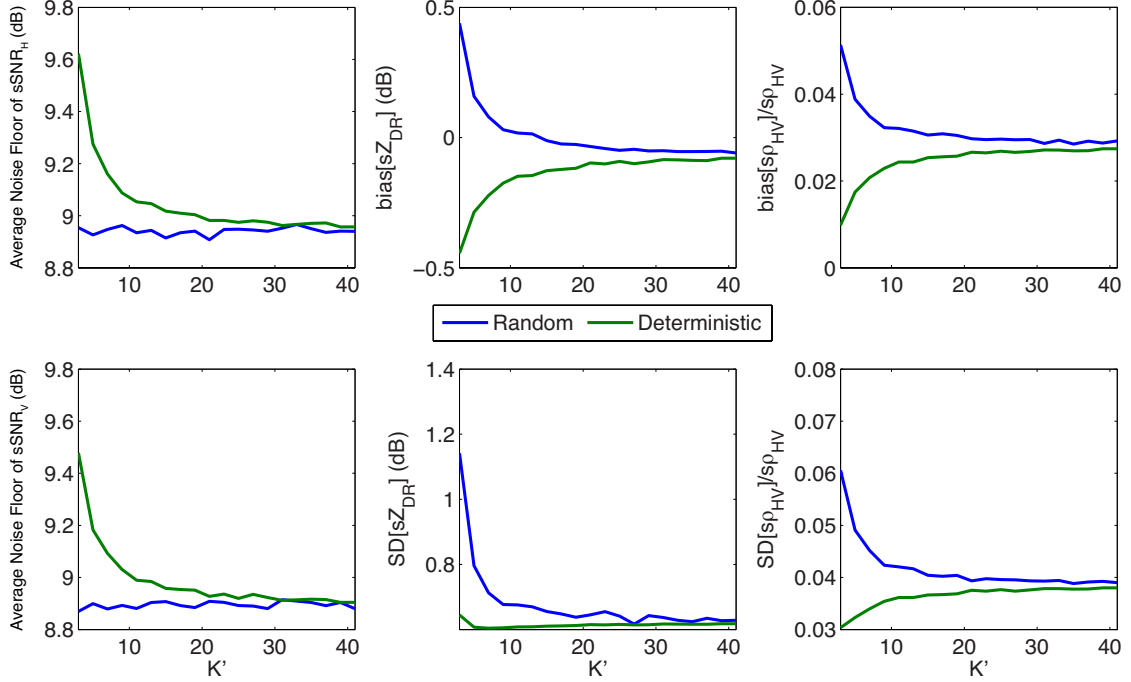 Average Noise Floor of sSNR_H (dB)
9.8
9.6
9.4
9.2
9
8.8
10 20 30 40
bias[sZ_DR] (dB)
0.5
0
−0.5
10 20 30 40
bias[sρ_HV]/sρ_HV
0.06
0.04
0.02
0
10 20 30 40
Random Deterministic
Average Noise Floor of sSNR_V (dB)
9.8
9.6
9.4
9.2
9
8.8
10 20 30 40
K’
SD[sZ_DR] (dB)
1.4
1.2
1
0.8
10 20 30 40
K’
SD[sρ_HV]/sρ_HV
0.08
0.07
0.06
0.05
0.04
0.03
10 20 30 40
K’